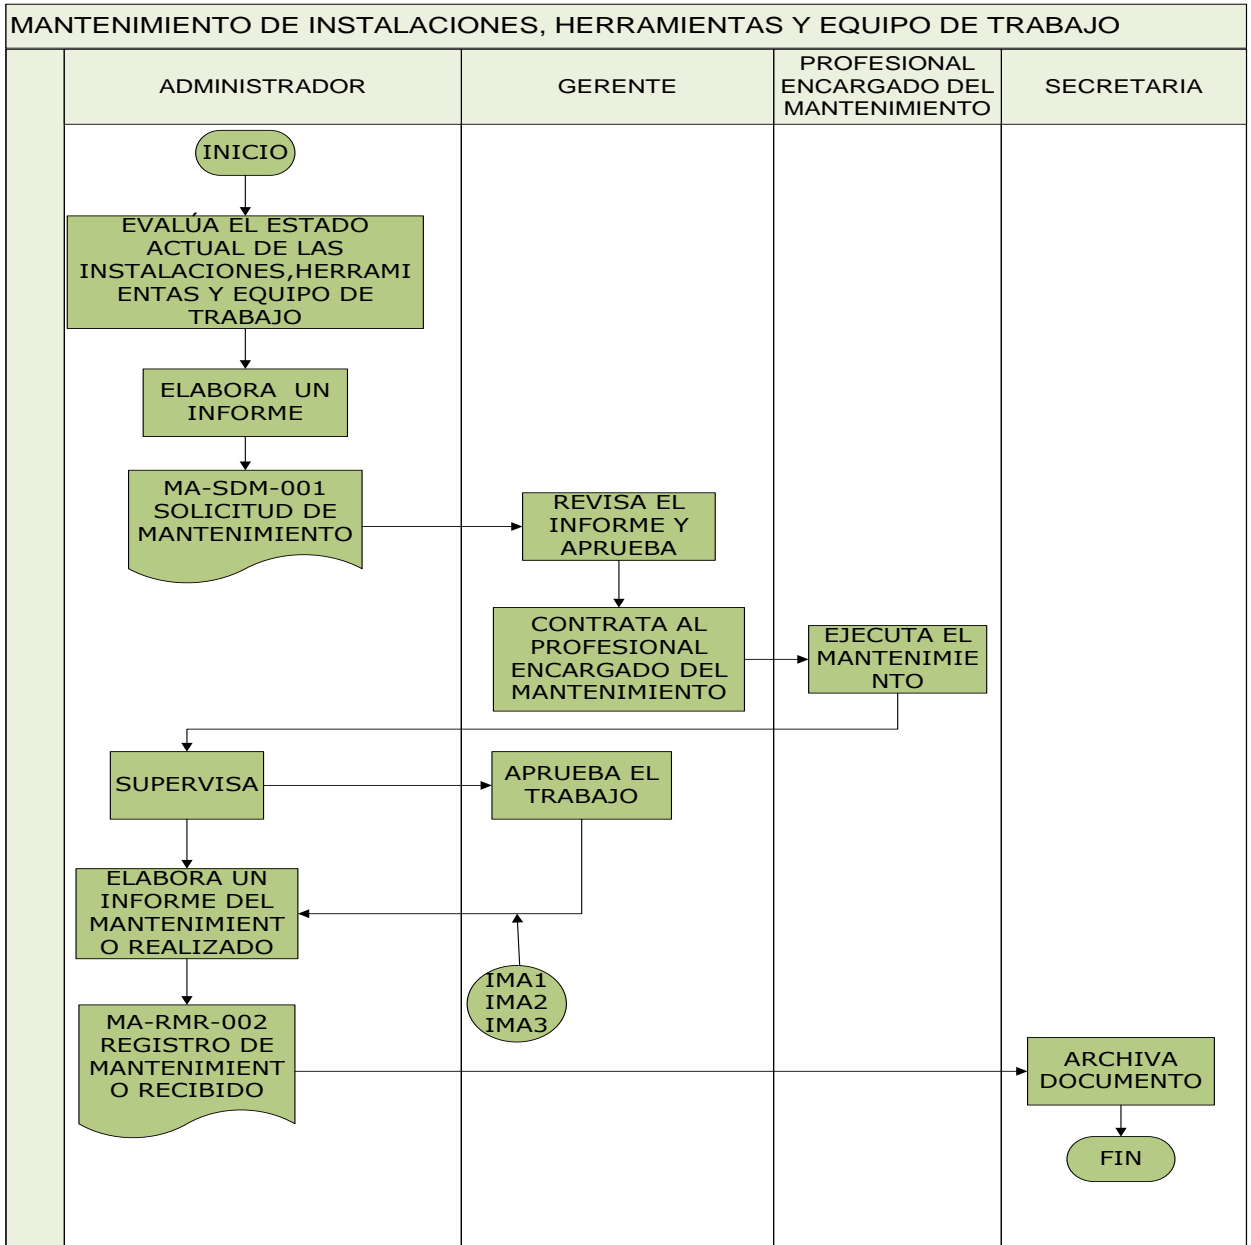 MANTENIMIENTO DE INSTALACIONES, HERRAMIENTAS Y EQUIPO DE TRABAJO
ADMINISTRADOR
GERENTE
PROFESIONAL
ENCARGADO DEL
MANTENIMIENTO
SECRETARIA
INICIO
EVALÚA EL ESTADO
ACTUAL DE LAS
INSTALACIONES,HERRAMI
ENTAS Y EQUIPO DE
TRABAJO
ELABORA UN
INFORME
MA-SDM-001
SOLICITUD DE
MANTENIMIENTO
REVISA EL
INFORME Y
APRUEBA
CONTRATA AL
PROFESIONAL
ENCARGADO DEL
MANTENIMIENTO
EJECUTA EL
MANTENIMIE
NTO
SUPERVISA
APRUEBA EL
TRABAJO
ELABORA UN
INFORME DEL
MANTENIMIENT
O REALIZADO
IMA1
IMA2
IMA3
MA-RMR-002
REGISTRO DE
MANTENIMIENT
O RECIBIDO
ARCHIVA
DOCUMENTO
FIN